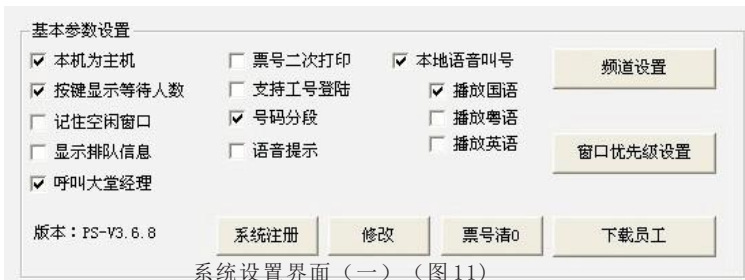 基本参数设置
本机为主机 票号二次打印 本地语音叫号 频道设置
按键显示等待人数 支持工号登陆 播放国语
记住空闲窗口 号码分段 播放粤语
显示排队信息 语音提示 播放英语 窗口优先级设置
呼叫大堂经理
版本：PS-V3.6.8 系统注册 修改 票号清0 下载员工
系统设置界面（一）（图11）